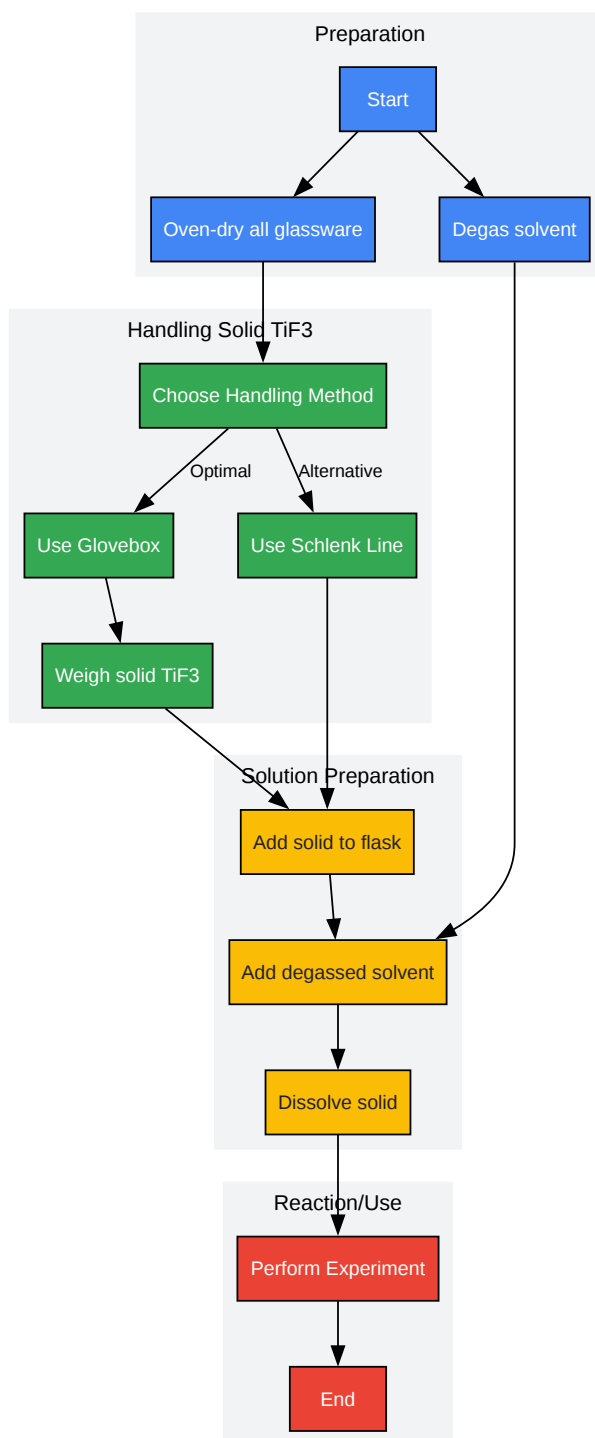 Preparation
Start
Oven-dry all glassware
Degas solvent
Handling Solid TiF3
Choose Handling Method
Optimal
Alternative
Use Glovebox
Use Schlenk Line
Weigh solid TiF3
Solution Preparation
Add solid to flask
Add degassed solvent
Dissolve solid
Reaction/Use
Perform Experiment
End